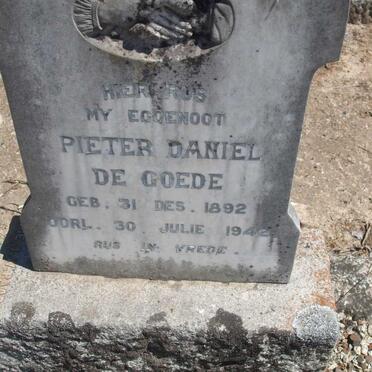 HIER RUS
MY EGGENOOT
PIETER DANIEL
DE GOEDE
GEB. 31 DES. 1892
OORL. 30 JULIE 1942
RUS IN VREDE